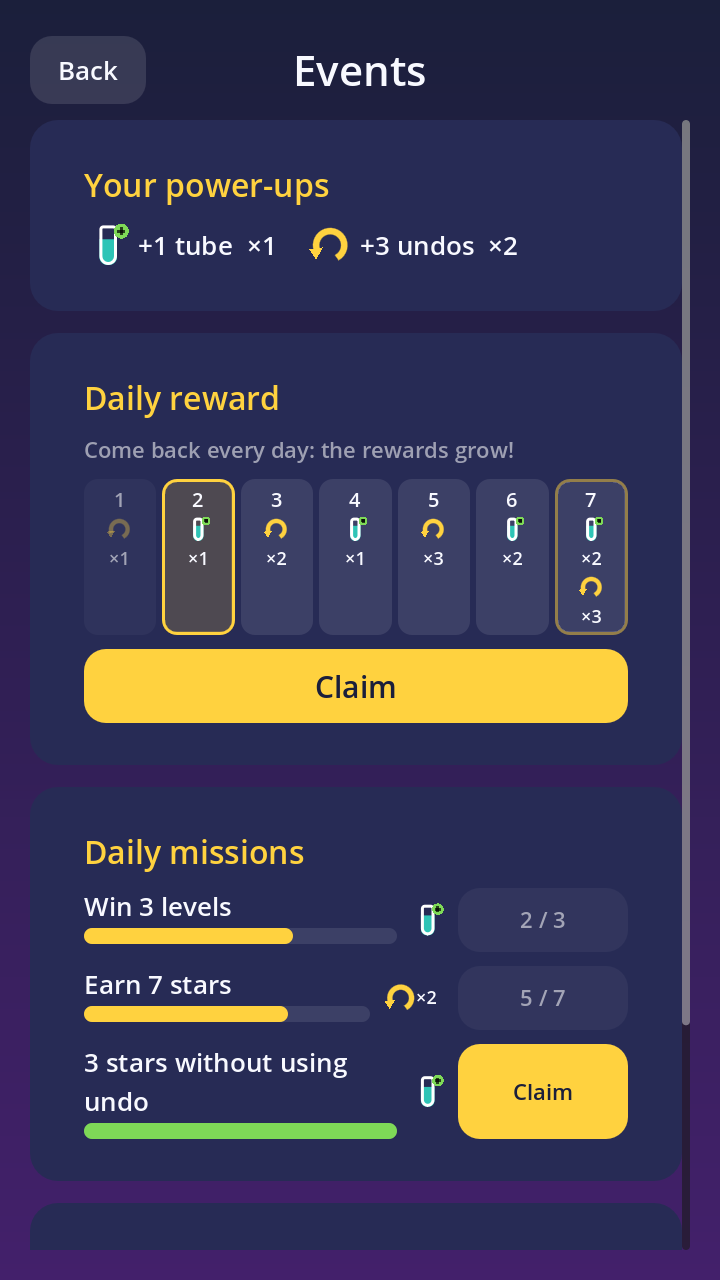 Back
Events
Your power-ups
+1 tube ×1 +3 undos ×2
Daily reward
Come back every day: the rewards grow!
1 2 3 4 5 6 7
×1 ×1 ×2 ×1 ×3 ×2 ×2
×3
Claim
Daily missions
Win 3 levels
2 / 3
Earn 7 stars
×2
5 / 7
3 stars without using
undo
Claim